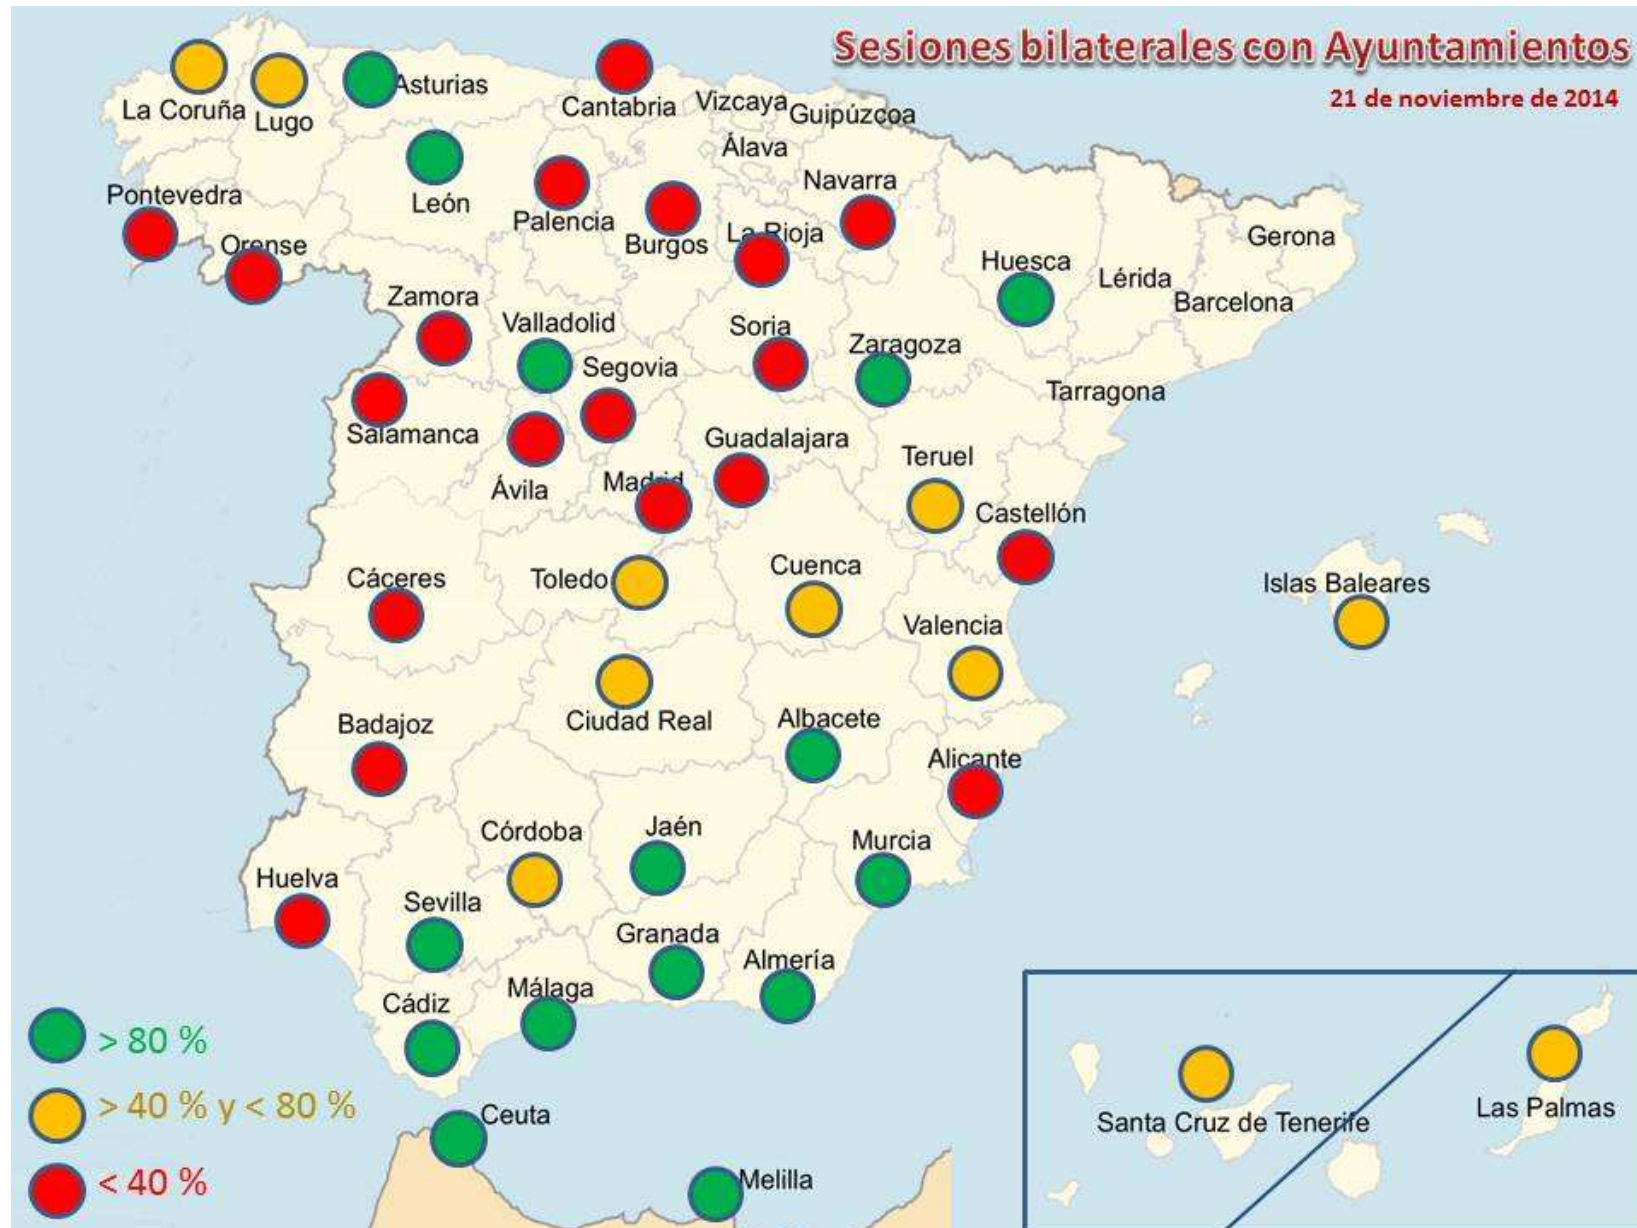 Sesiones bilaterales con Ayuntamientos
21 de noviembre de 2014
Asturias
Cantabria
Vizcaya
Guipúzcoa
La Coruña
Lugo
Álava
Navarra
Pontevedra
León
Palencia
Burgos
La Rioja
Orense
Gerona
Huesca
Lérida
Barcelona
Zamora
Valladolid
Soria
Zaragoza
Segovia
Tarragona
Salamanca
Guadalajara
Teruel
Ávila
Madrid
Castellón
Cáceres
Toledo
Cuenca
Islas Baleares
Valencia
Badajoz
Ciudad Real
Albacete
Alicante
Córdoba
Jaén
Murcia
Huelva
Sevilla
Granada
Almería
Málaga
Cádiz
> 80 %
> 40 % y < 80 %
< 40 %
Ceuta
Melilla
Santa Cruz de Tenerife
Las Palmas